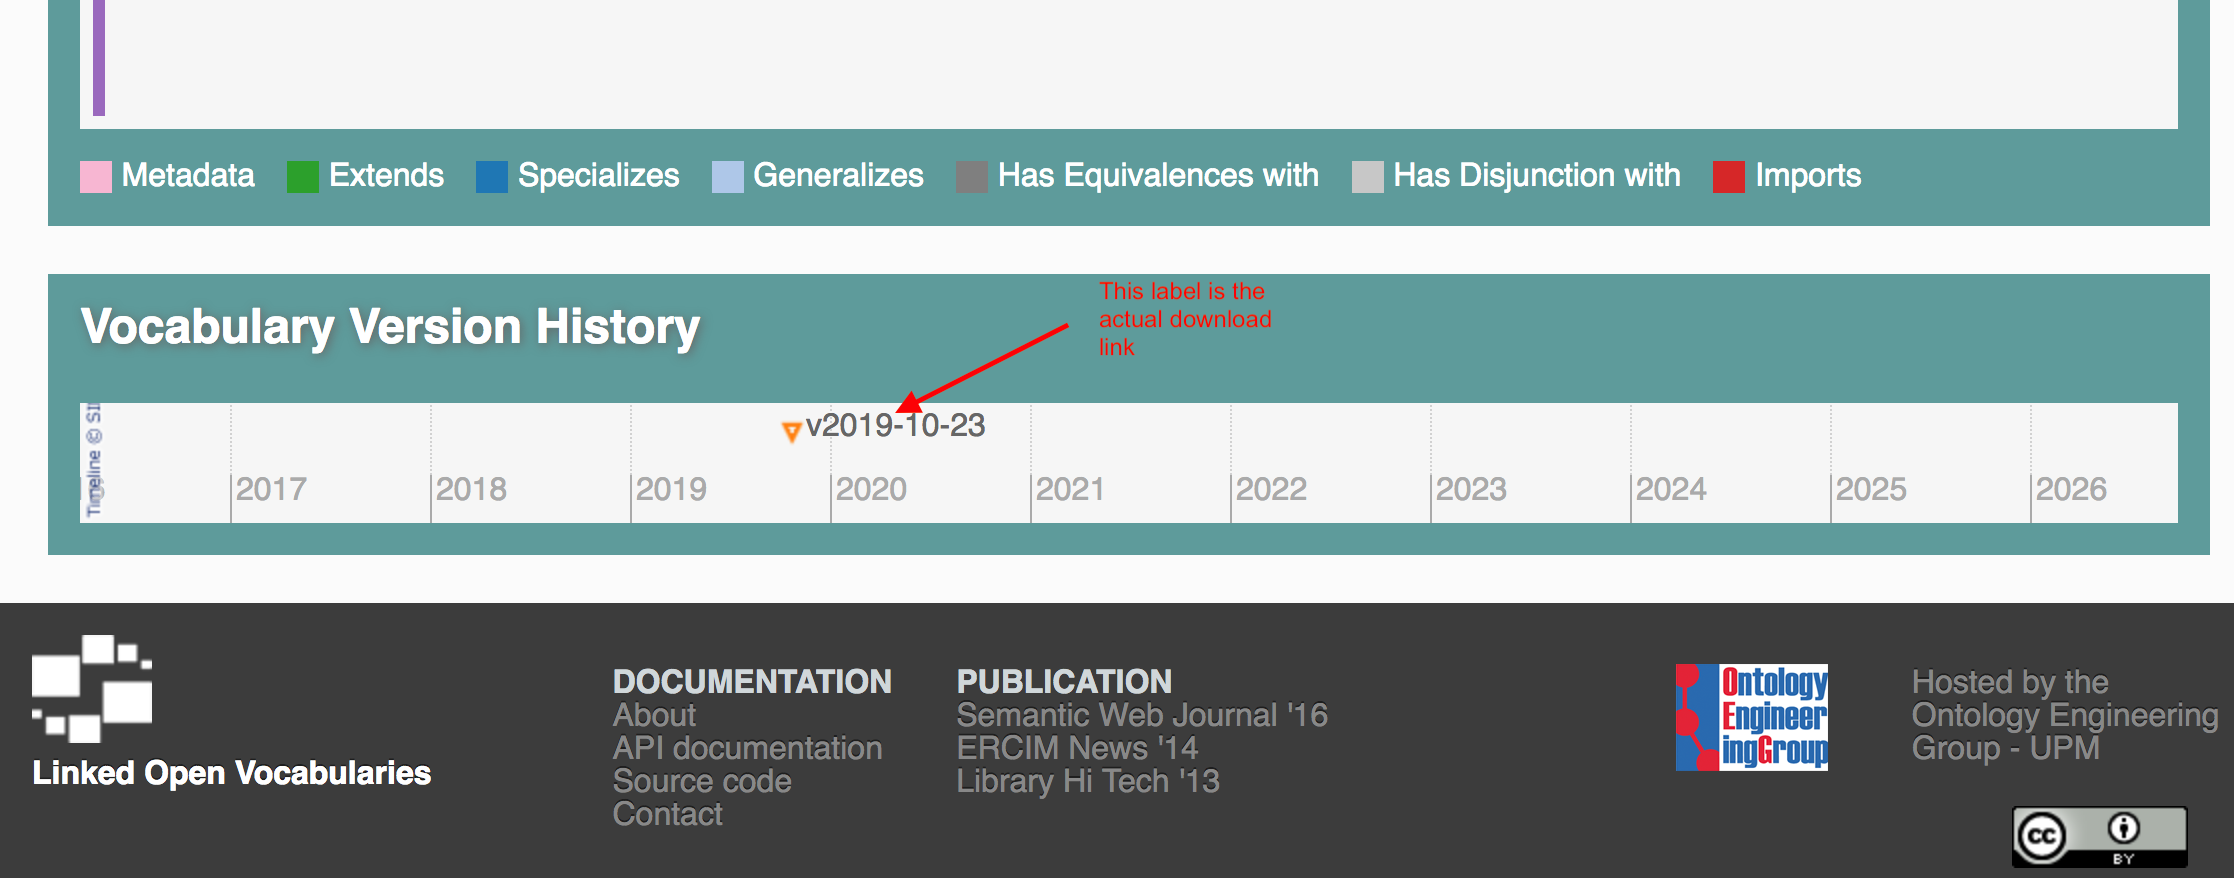 Metadata Extends Specializes Generalizes Has Equivalences with Has Disjunction with Imports
Vocabulary Version History
This label is the
actual download
link
v2019-10-23
Timeline © SI
2017 2018 2019 2020 2021 2022 2023 2024 2025 2026
Linked Open Vocabularies
DOCUMENTATION
About
API documentation
Source code
Contact
PUBLICATION
Semantic Web Journal '16
ERCIM News '14
Library Hi Tech '13
Ontology
Engineer
ingGroup
Hosted by the
Ontology Engineering
Group - UPM
cc
BY